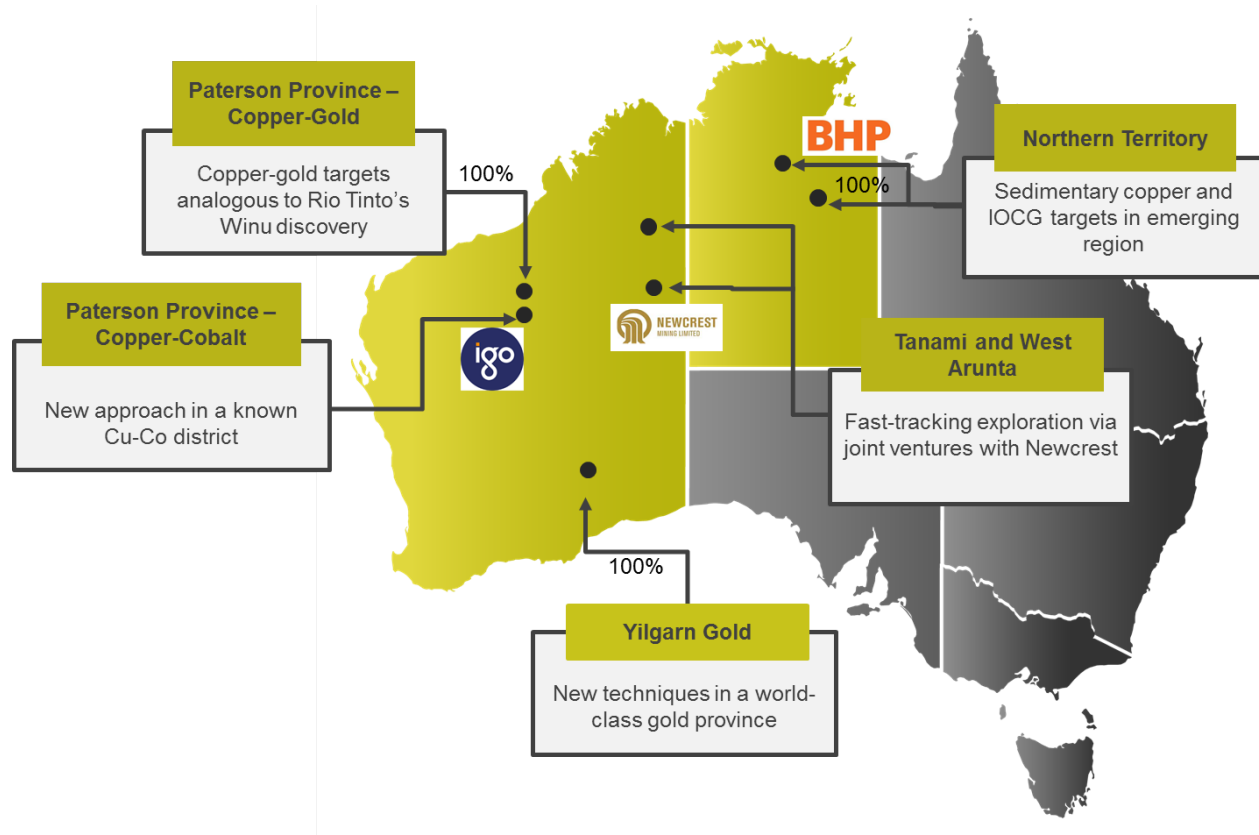 Paterson Province –
Copper-Gold
Copper-gold targets
analogous to Rio Tinto's
Winu discovery
100%
BHP
Northern Territory
Sedimentary copper and
IOCG targets in emerging
region
100%
Paterson Province –
Copper-Cobalt
New approach in a known
Cu-Co district
igo
NEWCREST
MINING LIMITED
Tanami and West
Arunta
Fast-tracking exploration via
joint ventures with Newcrest
100%
Yilgarn Gold
New techniques in a world-
class gold province